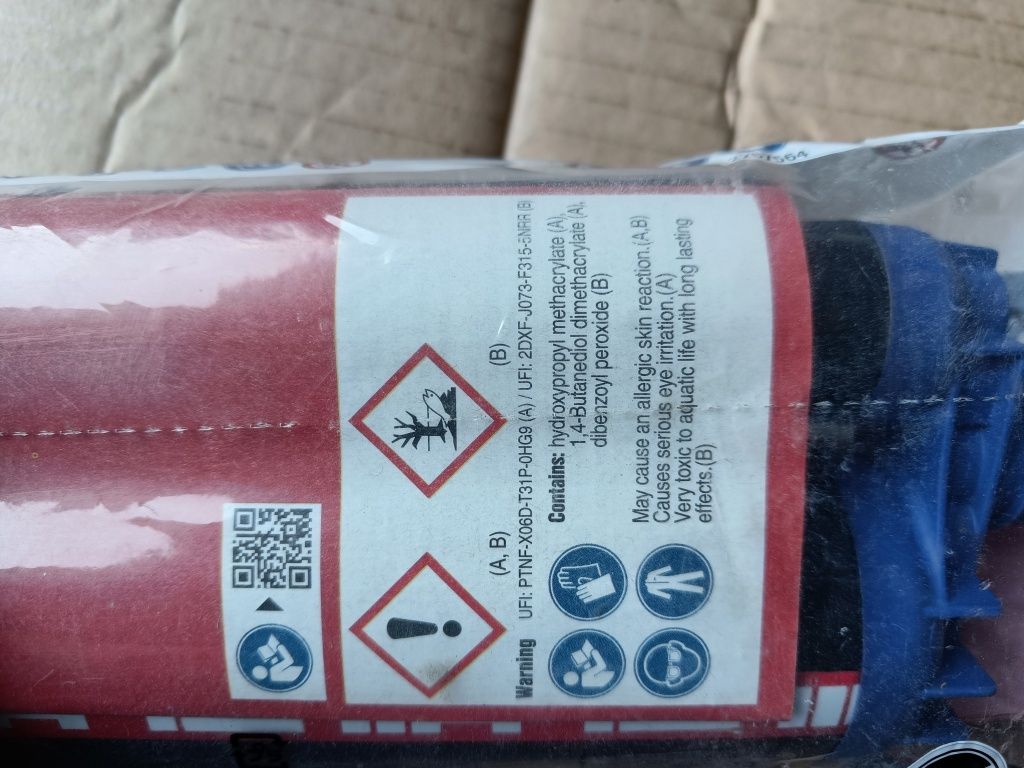 (A, B)
(B)
Warning
UFI: PTNF-X06D-T31P-0HG9 (A) / UFI: 2DXF-J073-F315-5NRR (B)
Contains: hydroxypropyl methacrylate (A),
1,4-Butanediol dimethacrylate (A),
dibenzoyl peroxide (B)
May cause an allergic skin reaction.(A,B)
Causes serious eye irritation.(A)
Very toxic to aquatic life with long lasting
effects.(B)